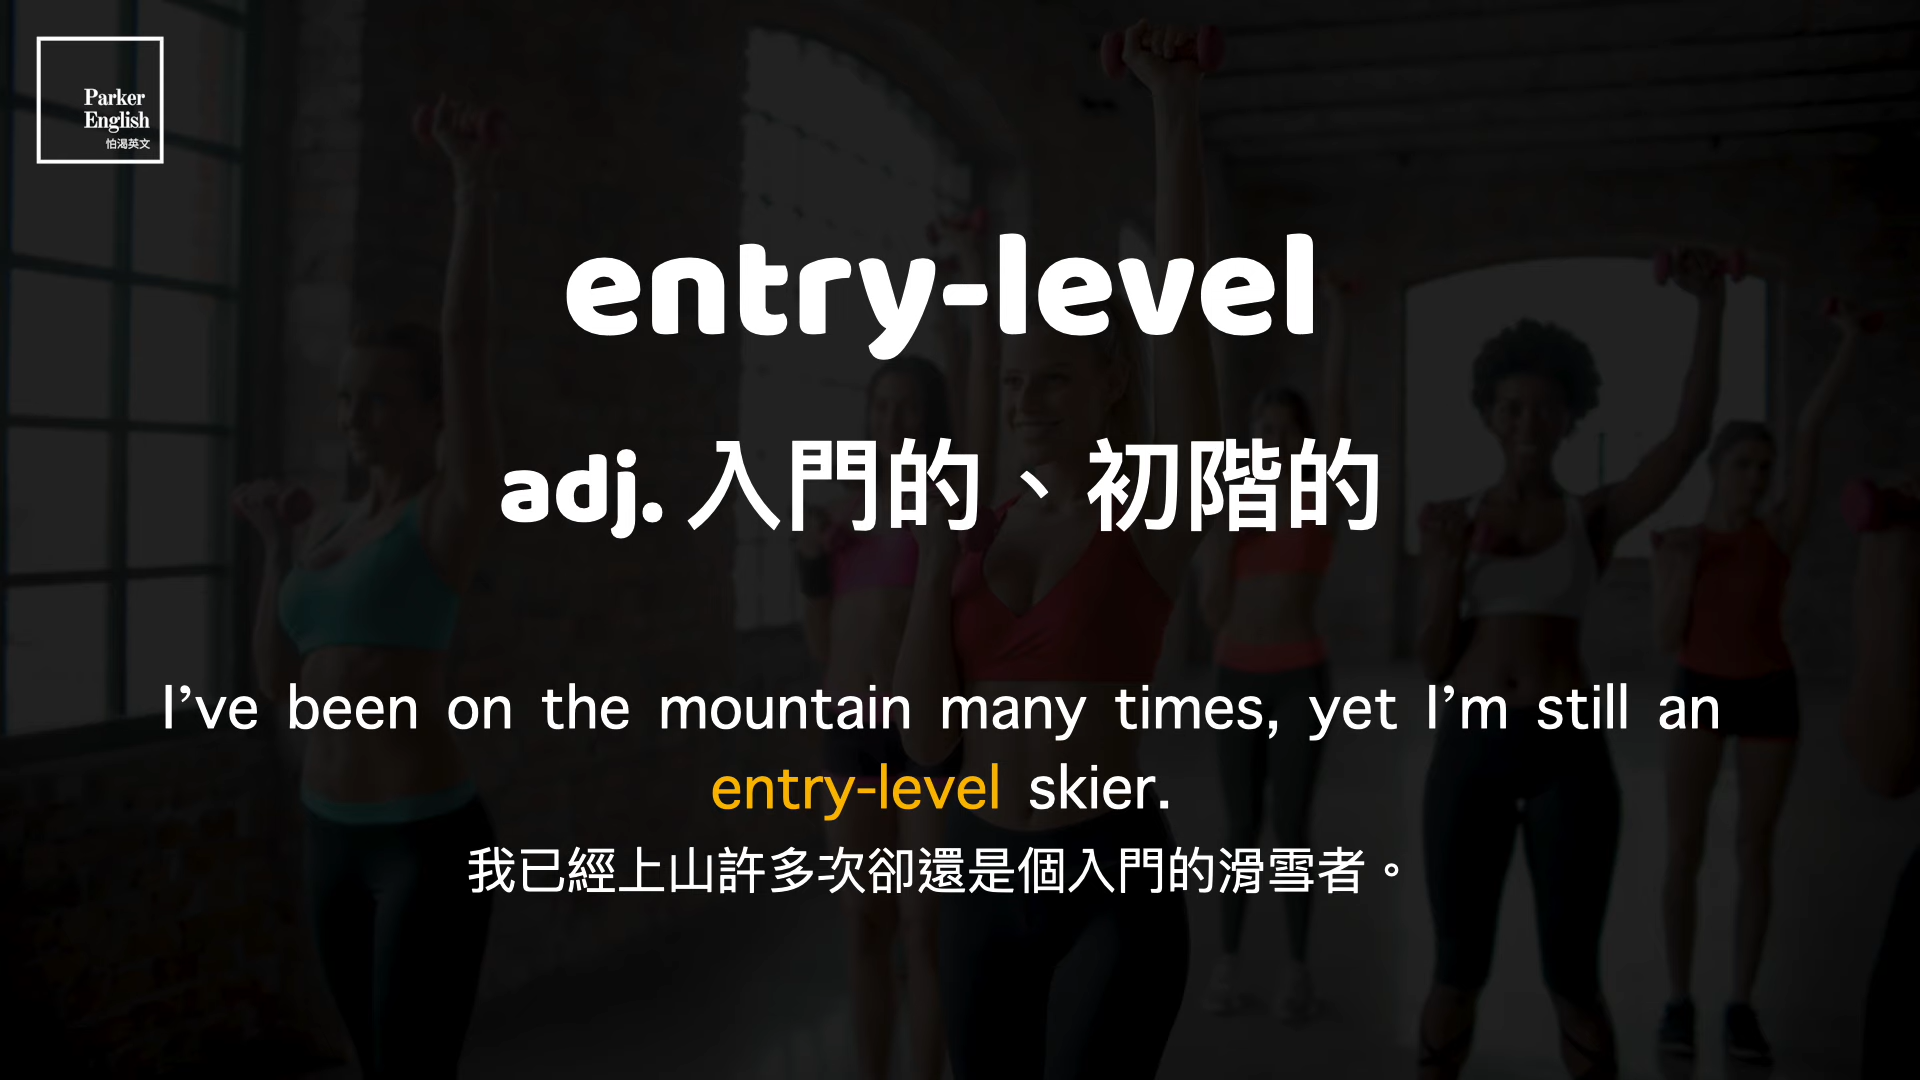 Parker
English
怕渴英文
entry-level
adj. 入門的、初階的
I’ve been on the mountain many times, yet I’m still an
entry-level skier.
我已經上山許多次卻還是個入門的滑雪者。